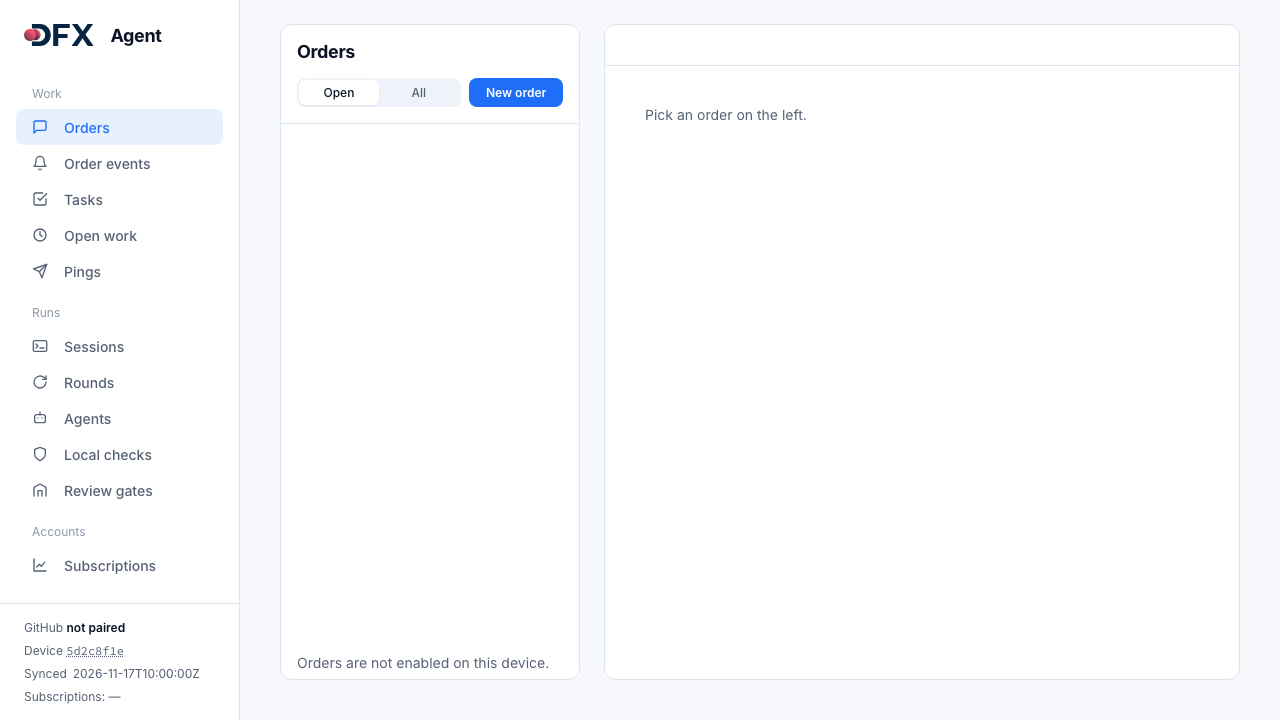 DFX Agent
Work
Orders
Order events
Tasks
Open work
Pings
Runs
Sessions
Rounds
Agents
Local checks
Review gates
Accounts
Subscriptions
GitHub not paired
Device 5d2c8f1e
Synced 2026-11-17T10:00:00Z
Subscriptions: —
Orders
Open All New order
Orders are not enabled on this device.
Pick an order on the left.